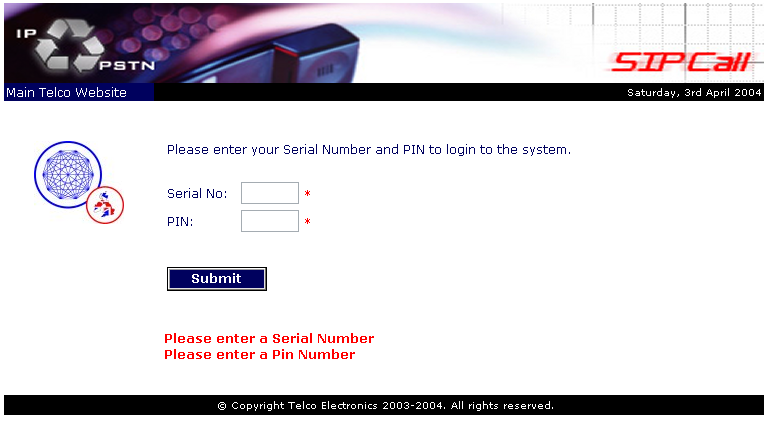 IP
PSTN
SIPCall
Main Telco Website
Saturday, 3rd April 2004
Please enter your Serial Number and PIN to login to the system.
Serial No: *
PIN: *
Submit
Please enter a Serial Number
Please enter a Pin Number
© Copyright Telco Electronics 2003-2004. All rights reserved.